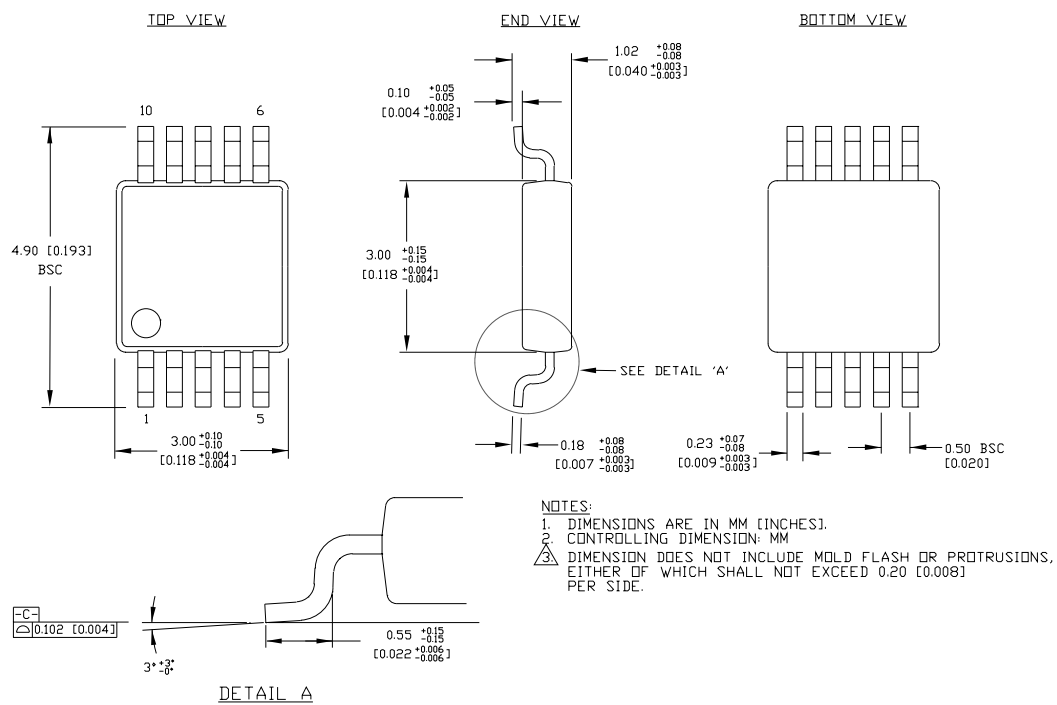 TOP VIEW
END VIEW
BOTTOM VIEW
1.02 +0.08 -0.08
[0.040 +0.003 -0.003]
0.10 +0.05 -0.05
[0.004 +0.002 -0.002]
10
6
4.90 [0.193]
BSC
3.00 +0.15 -0.15
[0.118 +0.004 -0.004]
SEE DETAIL 'A'
1
5
3.00 +0.10 -0.10
[0.118 +0.004 -0.004]
0.18 +0.08 -0.08
[0.007 +0.003 -0.003]
0.23 +0.07 -0.08
[0.009 +0.003 -0.003]
0.50 BSC
[0.020]
NOTES:
1. DIMENSIONS ARE IN MM [INCHES].
2. CONTROLLING DIMENSION: MM
3 DIMENSION DOES NOT INCLUDE MOLD FLASH OR PROTRUSIONS,
EITHER OF WHICH SHALL NOT EXCEED 0.20 [0.008]
PER SIDE.
-C-
0.102 [0.004]
3° +3° -0°
0.55 +0.15 -0.15
[0.022 +0.006 -0.006]
DETAIL A